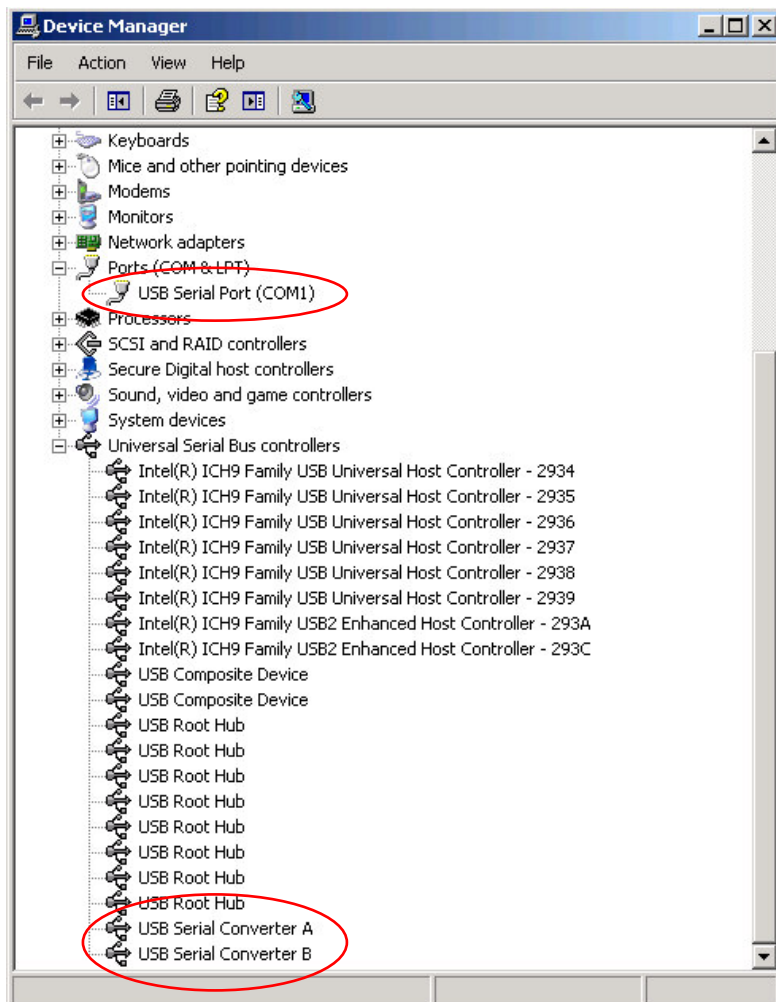 Device Manager
File Action View Help
Keyboards
Mice and other pointing devices
Modems
Monitors
Network adapters
Ports (COM & LPT)
USB Serial Port (COM1)
Processors
SCSI and RAID controllers
Secure Digital host controllers
Sound, video and game controllers
System devices
Universal Serial Bus controllers
Intel(R) ICH9 Family USB Universal Host Controller - 2934
Intel(R) ICH9 Family USB Universal Host Controller - 2935
Intel(R) ICH9 Family USB Universal Host Controller - 2936
Intel(R) ICH9 Family USB Universal Host Controller - 2937
Intel(R) ICH9 Family USB Universal Host Controller - 2938
Intel(R) ICH9 Family USB Universal Host Controller - 2939
Intel(R) ICH9 Family USB2 Enhanced Host Controller - 293A
Intel(R) ICH9 Family USB2 Enhanced Host Controller - 293C
USB Composite Device
USB Composite Device
USB Root Hub
USB Root Hub
USB Root Hub
USB Root Hub
USB Root Hub
USB Root Hub
USB Root Hub
USB Root Hub
USB Serial Converter A
USB Serial Converter B